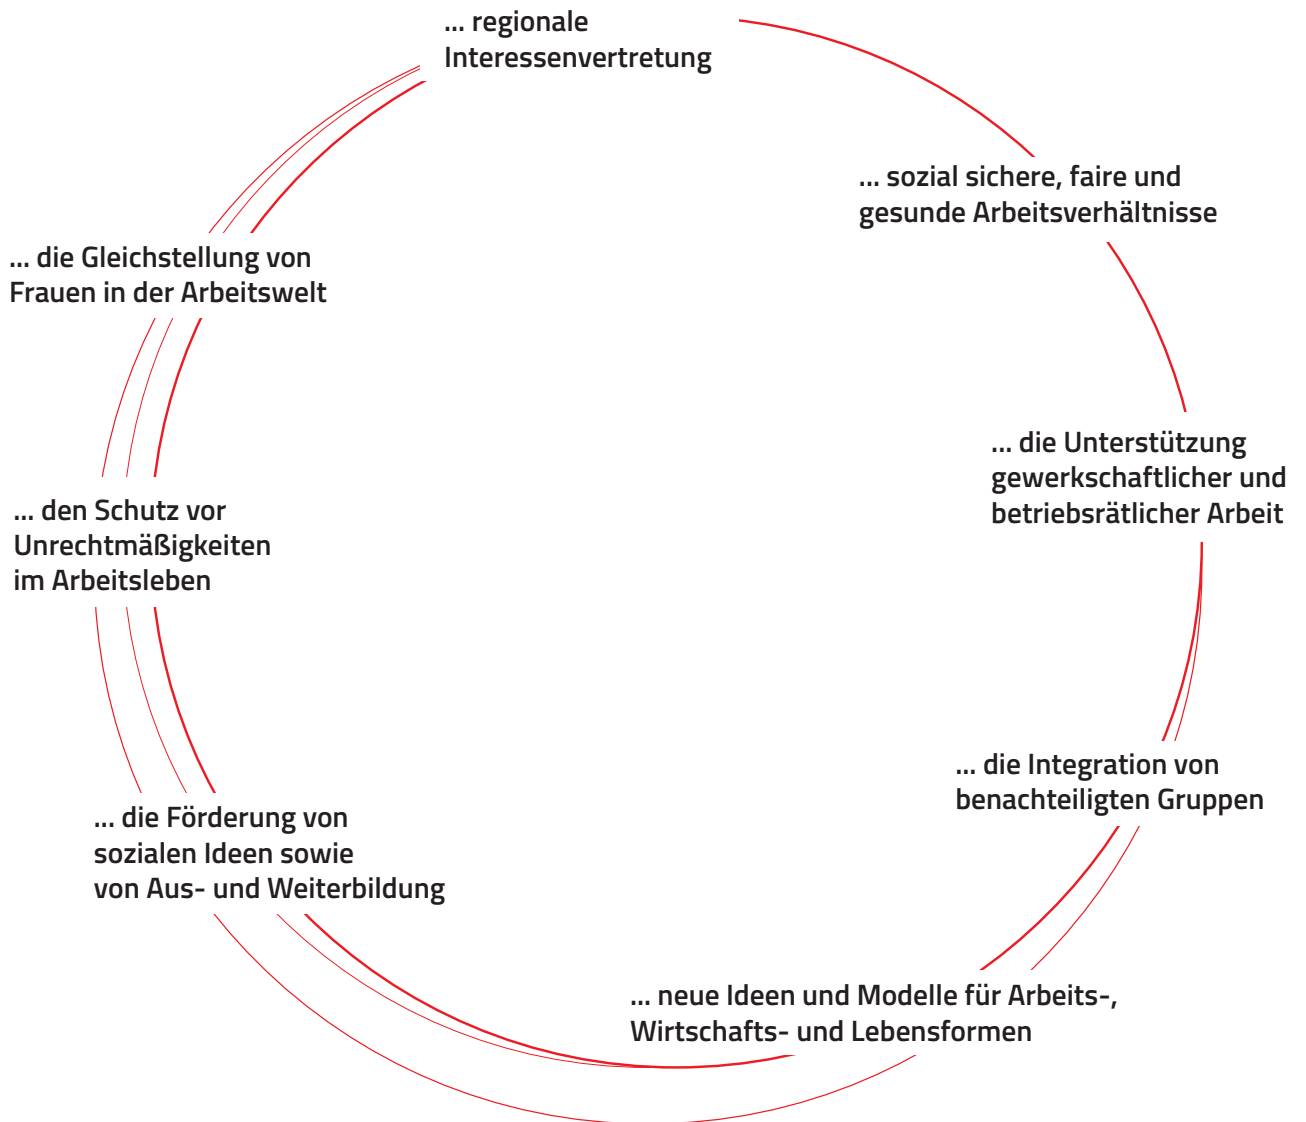 ... regionale
Interessenvertretung
... sozial sichere, faire und
gesunde Arbeitsverhältnisse
... die Unterstützung
gewerkschaftlicher und
betriebsrätlicher Arbeit
... die Integration von
benachteiligten Gruppen
... neue Ideen und Modelle für Arbeits-,
Wirtschafts- und Lebensformen
... die Förderung von
sozialen Ideen sowie
von Aus- und Weiterbildung
... den Schutz vor
Unrechtmäßigkeiten
im Arbeitsleben
... die Gleichstellung von
Frauen in der Arbeitswelt